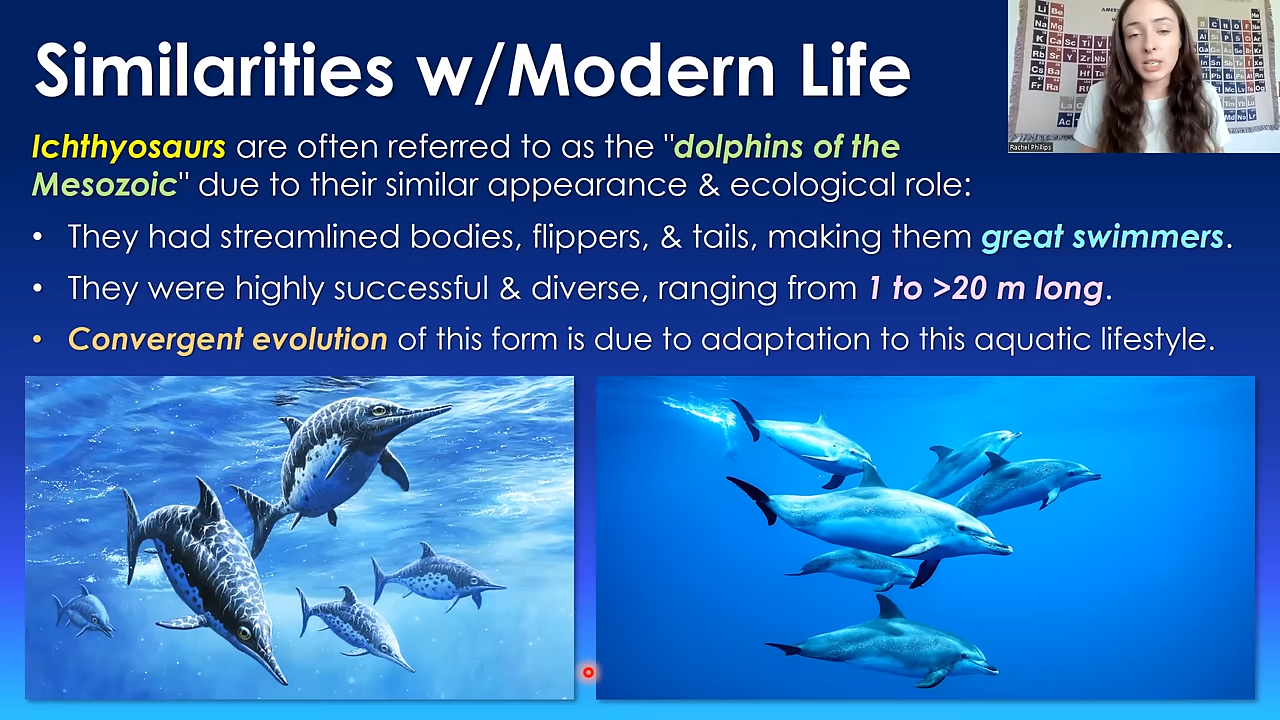 Similarities w/Modern Life
Ichthyosaurs are often referred to as the "dolphins of the
Mesozoic" due to their similar appearance & ecological role:
• They had streamlined bodies, flippers, & tails, making them great swimmers.
• They were highly successful & diverse, ranging from 1 to >20 m long.
• Convergent evolution of this form is due to adaptation to this aquatic lifestyle.
Rachel Phillips